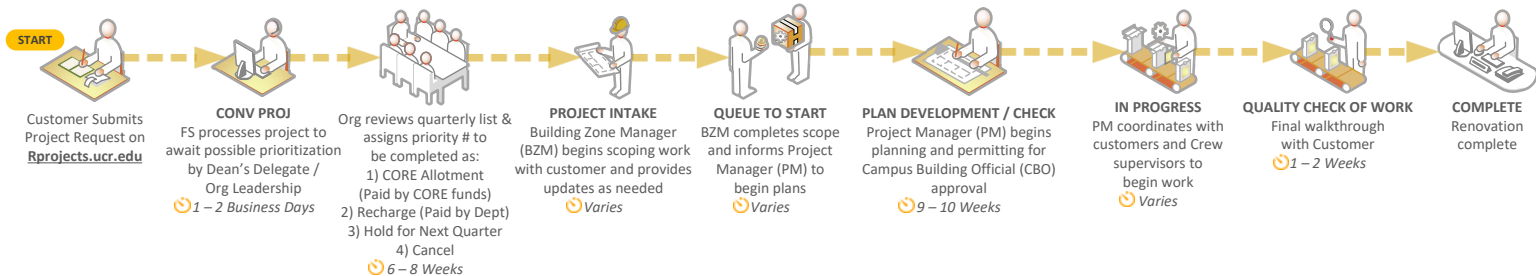 START
Customer Submits
Project Request on
Rprojects.ucr.edu
CONV PROJ
FS processes project to
await possible prioritization
by Dean's Delegate /
Org Leadership
1 – 2 Business Days
Org reviews quarterly list &
assigns priority # to
be completed as:
1) CORE Allotment
(Paid by CORE funds)
2) Recharge (Paid by Dept)
3) Hold for Next Quarter
4) Cancel
6 – 8 Weeks
PROJECT INTAKE
Building Zone Manager
(BZM) begins scoping work
with customer and provides
updates as needed
Varies
QUEUE TO START
BZM completes scope
and informs Project
Manager (PM) to
begin plans
Varies
PLAN DEVELOPMENT / CHECK
Project Manager (PM) begins
planning and permitting for
Campus Building Official (CBO)
approval
9 – 10 Weeks
IN PROGRESS
PM coordinates with
customers and Crew
supervisors to
begin work
Varies
QUALITY CHECK OF WORK
Final walkthrough
with Customer
1 – 2 Weeks
COMPLETE
Renovation
complete